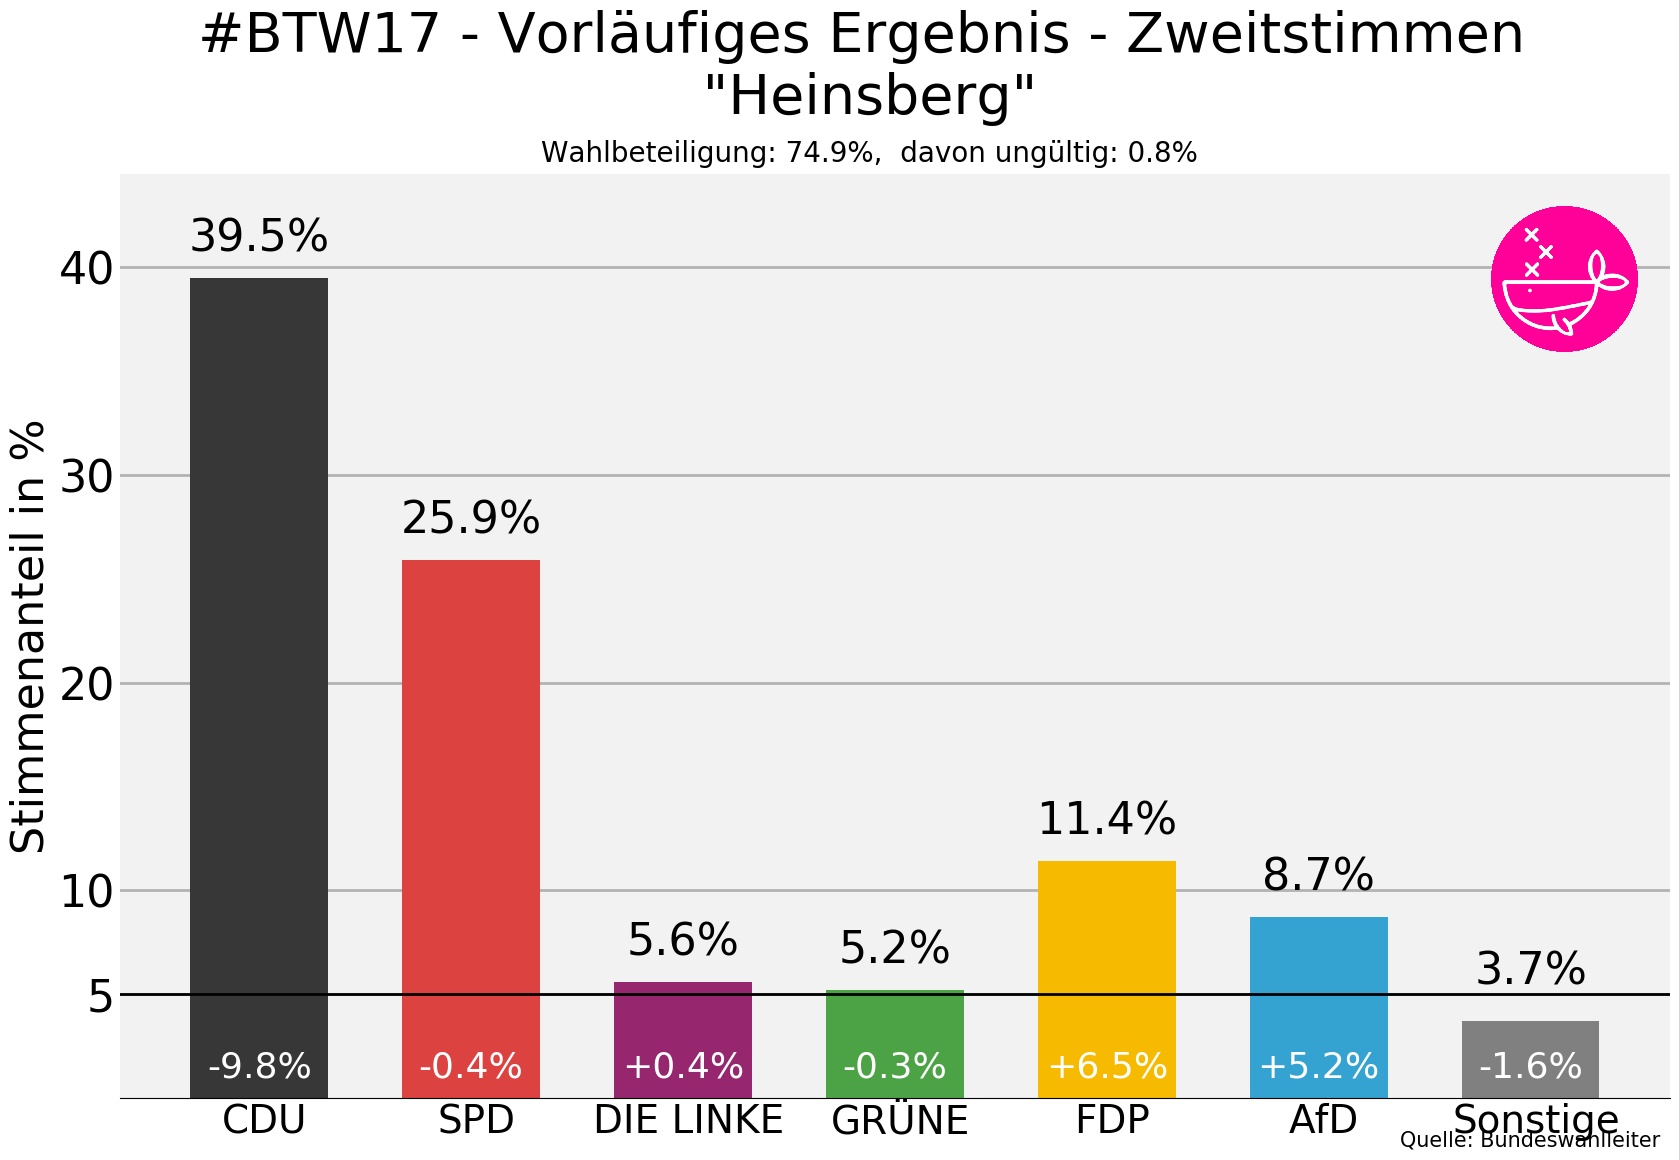 #BTW17 - Vorläufiges Ergebnis - Zweitstimmen
"Heinsberg"
Wahlbeteiligung: 74.9%,  davon ungültig: 0.8%
Stimmenanteil in %
40
30
20
10
5
39.5%
25.9%
5.6%
5.2%
11.4%
8.7%
3.7%
-9.8%
-0.4%
+0.4%
-0.3%
+6.5%
+5.2%
-1.6%
CDU
SPD
DIE LINKE
GRÜNE
FDP
AfD
Sonstige
Quelle: Bundeswahlleiter